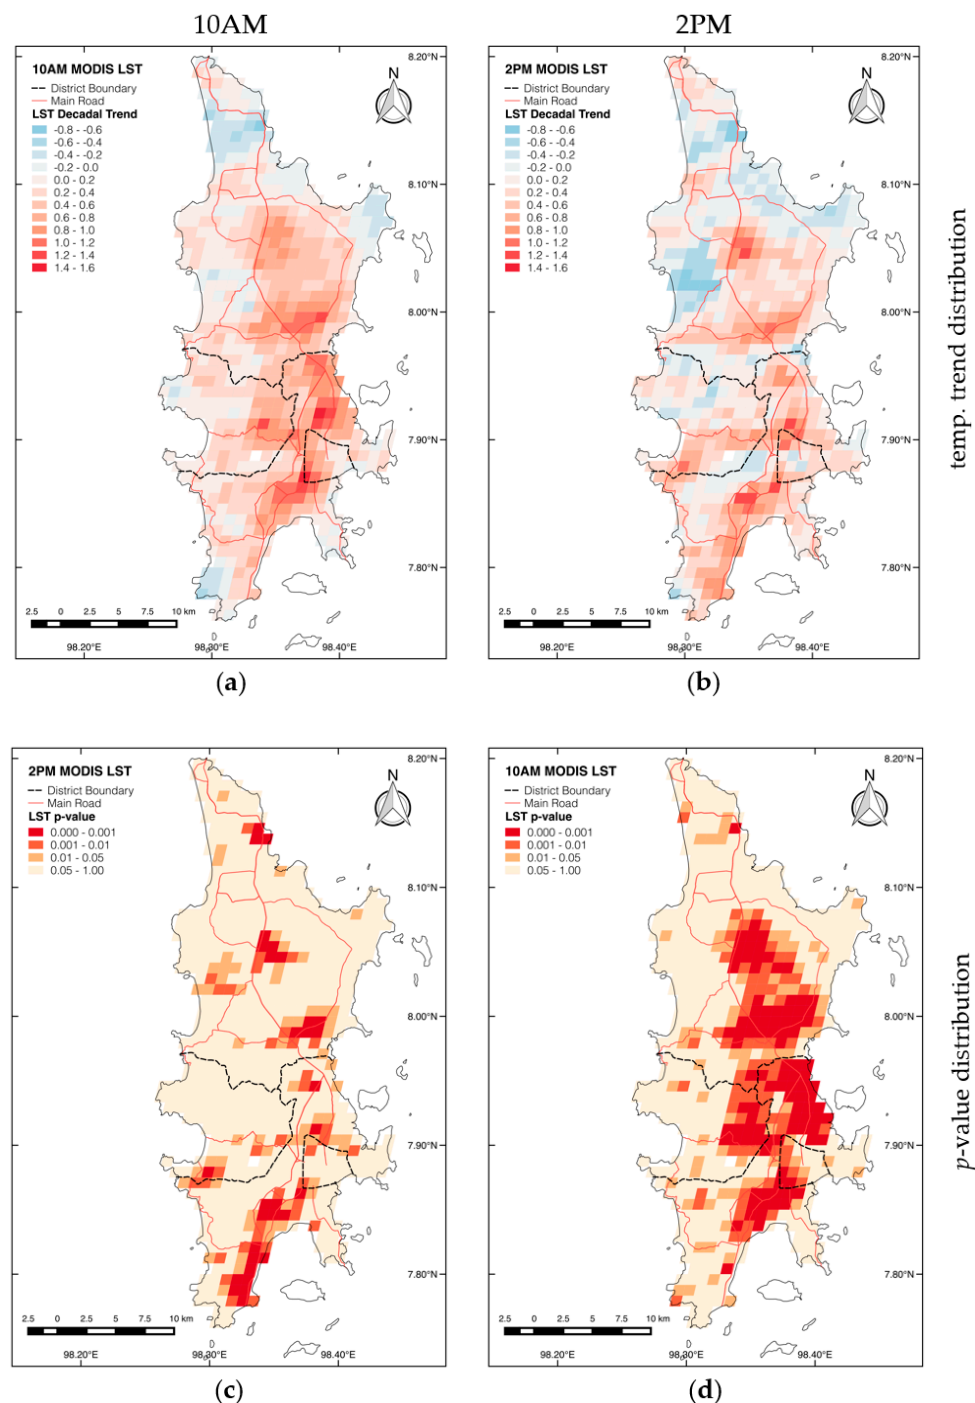 10AM
2PM
10AM MODIS LST
District Boundary
Main Road
LST Decadal Trend
-0.8 - -0.6
-0.6 - -0.4
-0.4 - -0.2
-0.2 - 0.0
0.0 - 0.2
0.2 - 0.4
0.4 - 0.6
0.6 - 0.8
0.8 - 1.0
1.0 - 1.2
1.2 - 1.4
1.4 - 1.6
N
8.20°N
8.10°N
8.00°N
7.90°N
7.80°N
2.5 0 2.5 5 7.5 10 km
98.20°E 98.30°E 98.40°E
(a)
2PM MODIS LST
District Boundary
Main Road
LST Decadal Trend
-0.8 - -0.6
-0.6 - -0.4
-0.4 - -0.2
-0.2 - 0.0
0.0 - 0.2
0.2 - 0.4
0.4 - 0.6
0.6 - 0.8
0.8 - 1.0
1.0 - 1.2
1.2 - 1.4
1.4 - 1.6
N
8.20°N
8.10°N
8.00°N
7.90°N
7.80°N
2.5 0 2.5 5 7.5 10 km
98.20°E 98.30°E 98.40°E
(b)
temp. trend distribution
2PM MODIS LST
District Boundary
Main Road
LST p-value
0.000 - 0.001
0.001 - 0.01
0.01 - 0.05
0.05 - 1.00
N
8.20°N
8.10°N
8.00°N
7.90°N
7.80°N
2.5 0 2.5 5 7.5 10 km
98.20°E 98.30°E 98.40°E
(c)
10AM MODIS LST
District Boundary
Main Road
LST p-value
0.000 - 0.001
0.001 - 0.01
0.01 - 0.05
0.05 - 1.00
N
8.20°N
8.10°N
8.00°N
7.90°N
7.80°N
2.5 0 2.5 5 7.5 10 km
98.20°E 98.30°E 98.40°E
(d)
p-value distribution